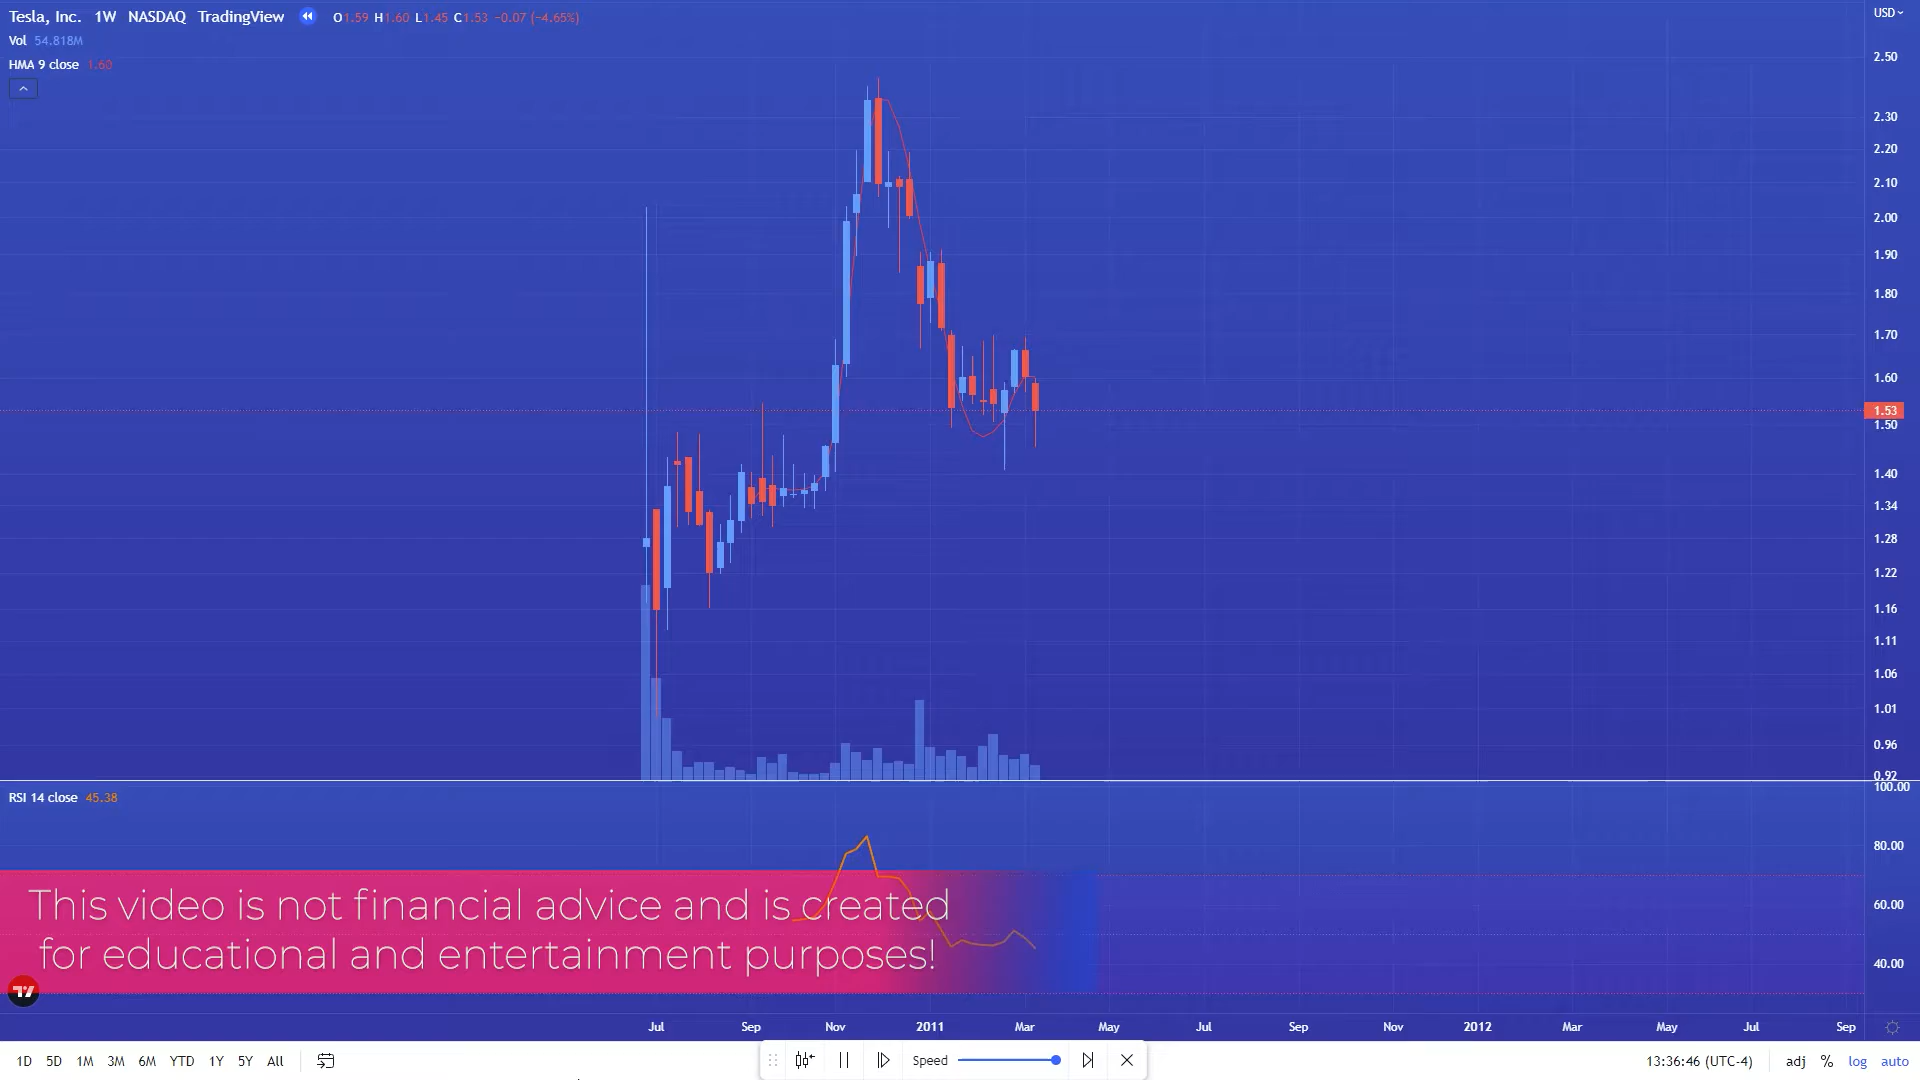 Tesla, Inc. 1W NASDAQ TradingView O1.59 H1.60 L1.45 C1.53 −0.07 (−4.65%)
USD
Vol 54.818M
HMA 9 close 1.60
2.50
2.30
2.20
2.10
2.00
1.90
1.80
1.70
1.60
1.53
1.50
1.40
1.34
1.28
1.22
1.16
1.11
1.06
1.01
0.96
0.92
100.00
RSI 14 close 45.38
80.00
60.00
40.00
This video is not financial advice and is created
for educational and entertainment purposes!
Jul Sep Nov 2011 Mar May Jul Sep Nov 2012 Mar May Jul Sep
1D 5D 1M 3M 6M YTD 1Y 5Y All Speed 13:36:46 (UTC-4) adj % log auto